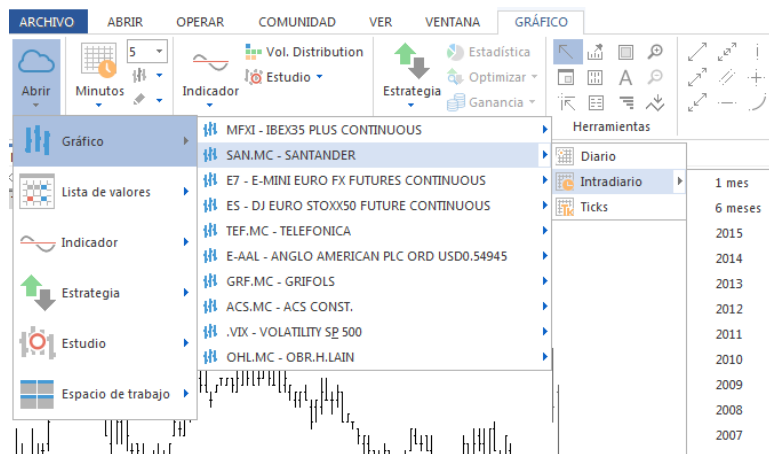 ARCHIVO ABRIR OPERAR COMUNIDAD VER VENTANA GRÁFICO
5 Vol. Distribution Estadística
Abrir Minutos Indicador Estudio Estrategia Optimizar
Ganancia
Herramientas
Gráfico
Lista de valores
Indicador
Estrategia
Estudio
Espacio de trabajo
MFXI - IBEX35 PLUS CONTINUOUS
SAN.MC - SANTANDER
E7 - E-MINI EURO FX FUTURES CONTINUOUS
ES - DJ EURO STOXX50 FUTURE CONTINUOUS
TEF.MC - TELEFONICA
E-AAL - ANGLO AMERICAN PLC ORD USD0.54945
GRF.MC - GRIFOLS
ACS.MC - ACS CONST.
.VIX - VOLATILITY SP 500
OHL.MC - OBR.H.LAIN
Diario
Intradiario
Ticks
1 mes
6 meses
2015
2014
2013
2012
2011
2010
2009
2008
2007